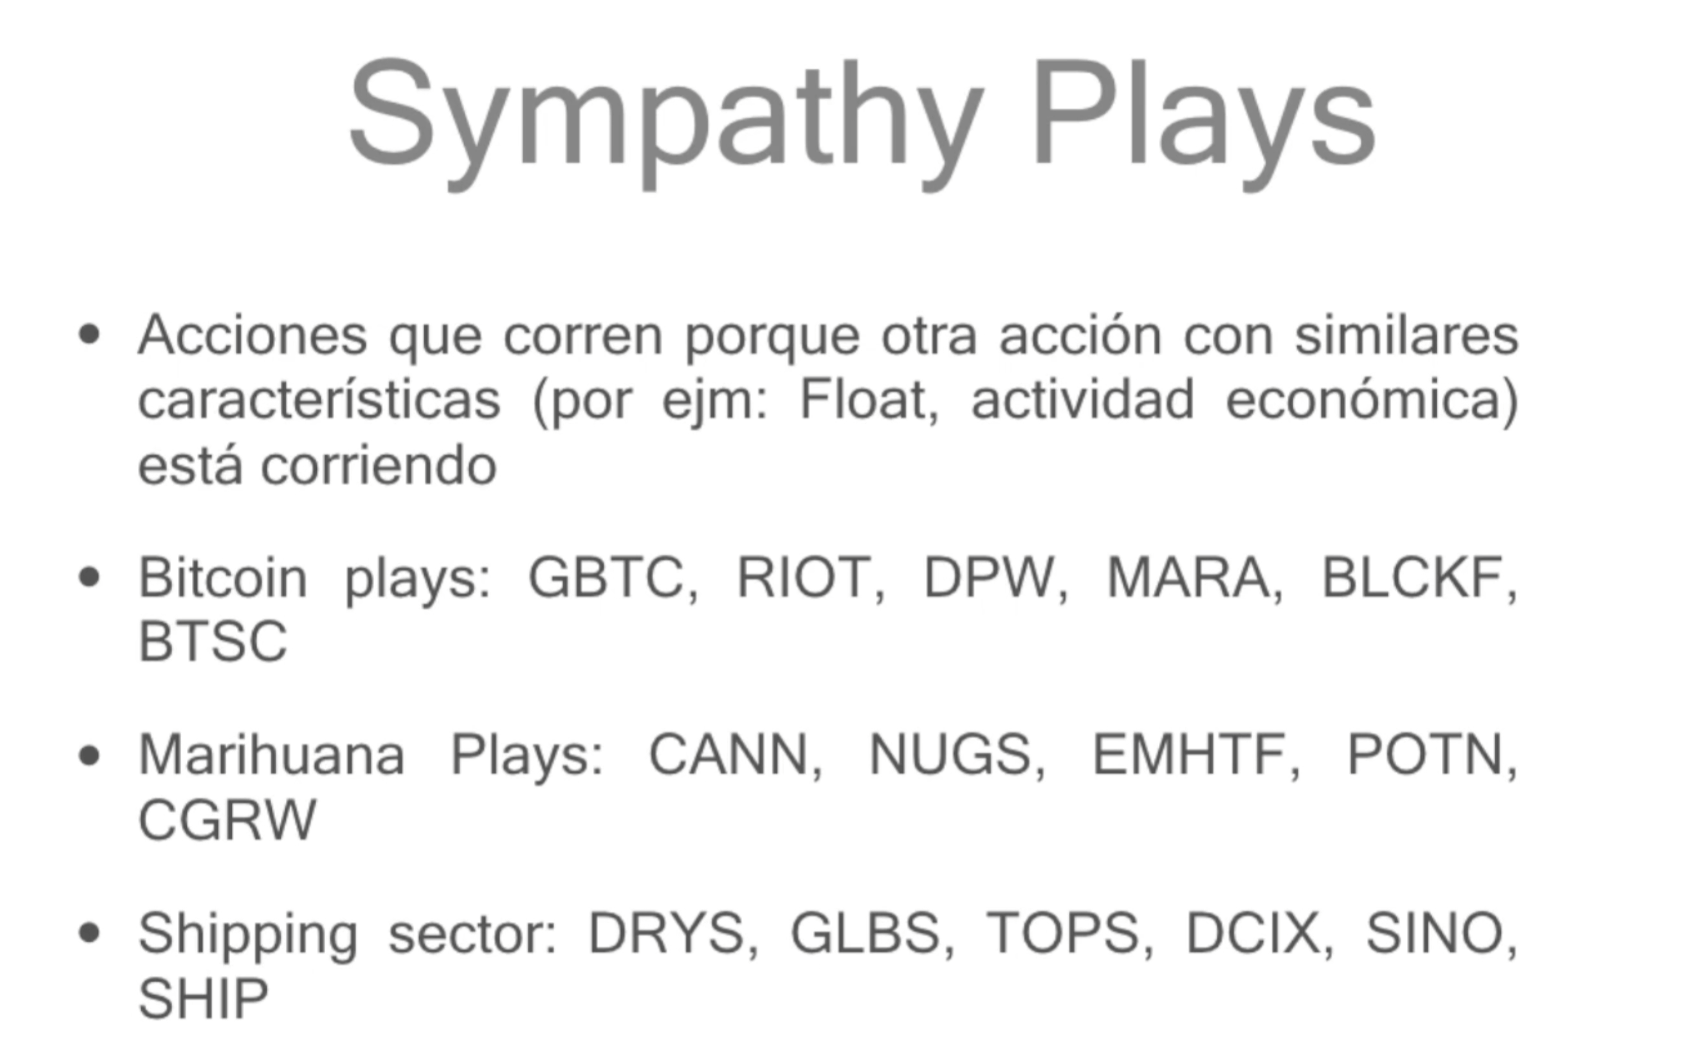 Sympathy Plays
• Acciones que corren porque otra acción con similares
características (por ejm: Float, actividad económica)
está corriendo
• Bitcoin plays: GBTC, RIOT, DPW, MARA, BLCKF,
BTSC
• Marihuana Plays: CANN, NUGS, EMHTF, POTN,
CGRW
• Shipping sector: DRYS, GLBS, TOPS, DCIX, SINO,
SHIP